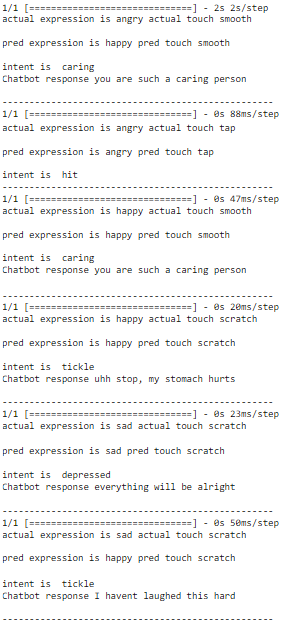 1/1 [==============================] - 2s 2s/step
actual expression is angry actual touch smooth
pred expression is happy pred touch smooth
intent is  caring
Chatbot response you are such a caring person
--------------------------------------------------
1/1 [==============================] - 0s 88ms/step
actual expression is angry actual touch tap
pred expression is angry pred touch tap
intent is  hit
--------------------------------------------------
1/1 [==============================] - 0s 47ms/step
actual expression is happy actual touch smooth
pred expression is happy pred touch smooth
intent is  caring
Chatbot response you are such a caring person
--------------------------------------------------
1/1 [==============================] - 0s 20ms/step
actual expression is happy actual touch scratch
pred expression is happy pred touch scratch
intent is  tickle
Chatbot response uhh stop, my stomach hurts
--------------------------------------------------
1/1 [==============================] - 0s 23ms/step
actual expression is sad actual touch scratch
pred expression is sad pred touch scratch
intent is  depressed
Chatbot response everything will be alright
--------------------------------------------------
1/1 [==============================] - 0s 50ms/step
actual expression is sad actual touch scratch
pred expression is happy pred touch scratch
intent is  tickle
Chatbot response I havent laughed this hard
--------------------------------------------------